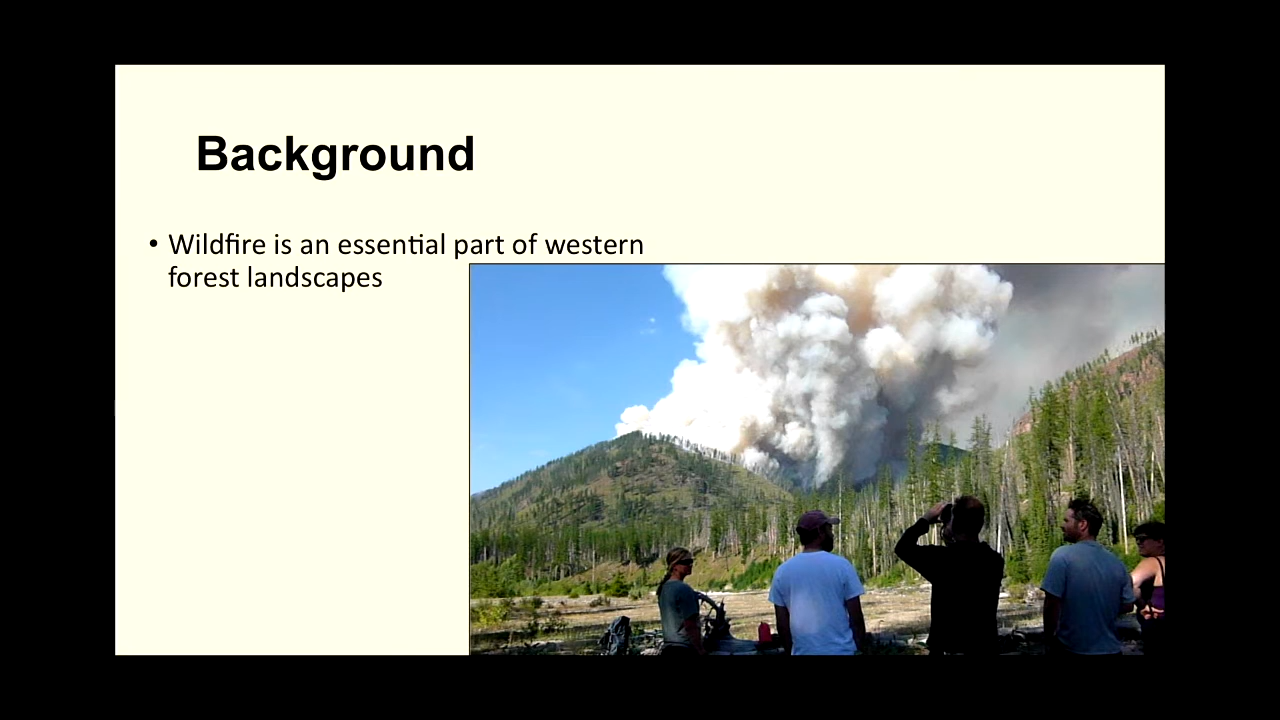 Background
• Wildfire is an essential part of western
forest landscapes